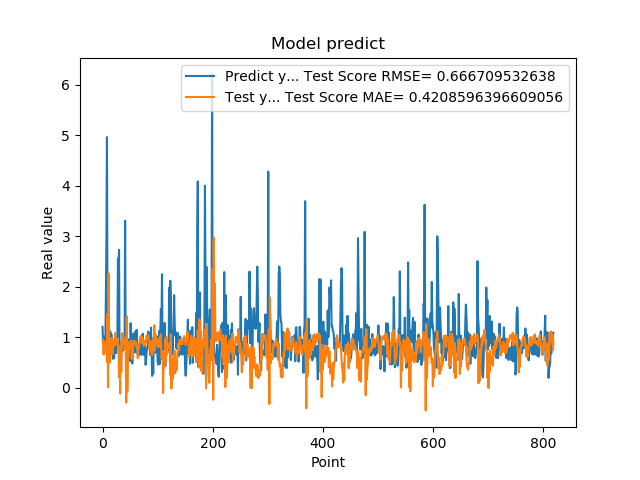 Model predict
Predict y... Test Score RMSE= 0.666709532638
Test y... Test Score MAE= 0.4208596396609056
Real value
6
5
4
3
2
1
0
0 200 400 600 800
Point